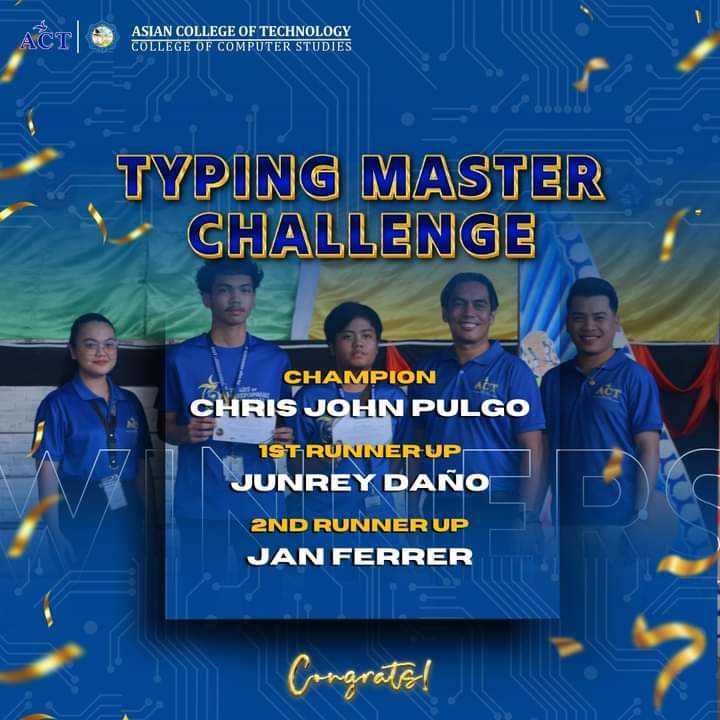 ACT
ASIAN COLLEGE OF TECHNOLOGY
COLLEGE OF COMPUTER STUDIES
TYPING MASTER
CHALLENGE
CHAMPION
CHRIS JOHN PULGO
1ST RUNNER UP
JUNREY DAÑO
2ND RUNNER UP
JAN FERRER
WINNERS
ACT
Congrats!